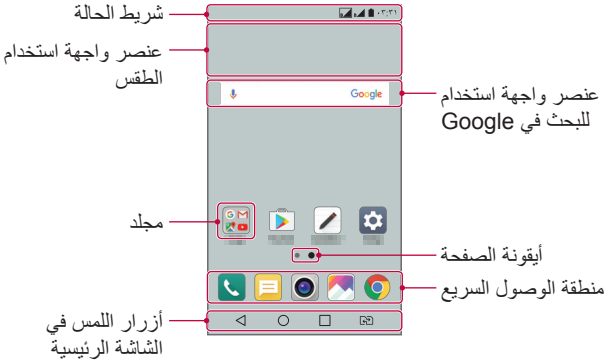 شريط الحالة
٠٣:٣١
عنصر واجهة استخدام
الطقس
Google
عنصر واجهة استخدام
للبحث في Google
مجلد
أيقونة الصفحة
منطقة الوصول السريع
أزرار اللمس في
الشاشة الرئيسية